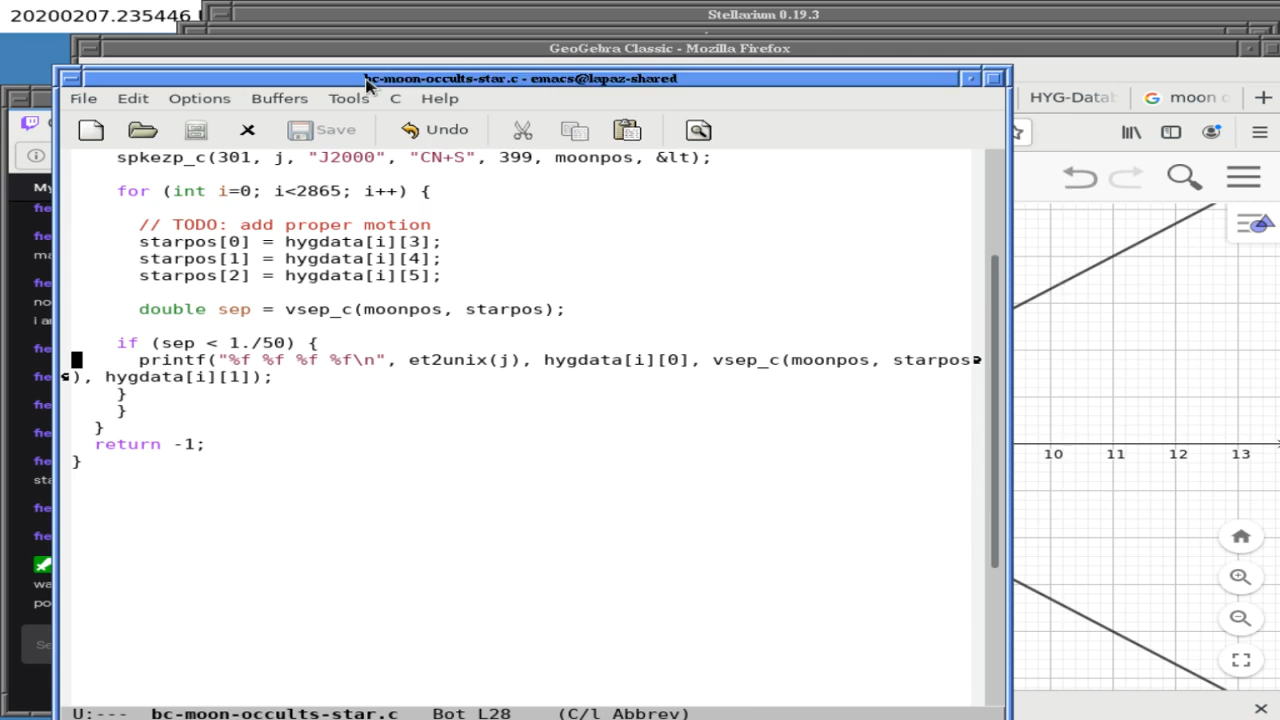 20200207.235446
Stellarium 0.19.3
GeoGebra Classic - Mozilla Firefox
bc-moon-occults-star.c - emacs@lapaz-shared
File Edit Options Buffers Tools C Help
HYG-Datab
moon o
Save
Undo
My
spkezp_c(301, j, "J2000", "CN+S", 399, moonpos, &lt);
for (int i=0; i<2865; i++) {
// TODO: add proper motion
starpos[0] = hygdata[i][3];
starpos[1] = hygdata[i][4];
starpos[2] = hygdata[i][5];
double sep = vsep_c(moonpos, starpos);
if (sep < 1./50) {
printf("%f %f %f %f\n", et2unix(j), hygdata[i][0], vsep_c(moonpos, starpos
), hygdata[i][1]);
}
}
}
return -1;
}
10 11 12 13
U:--- bc-moon-occults-star.c Bot L28 (C/l Abbrev)